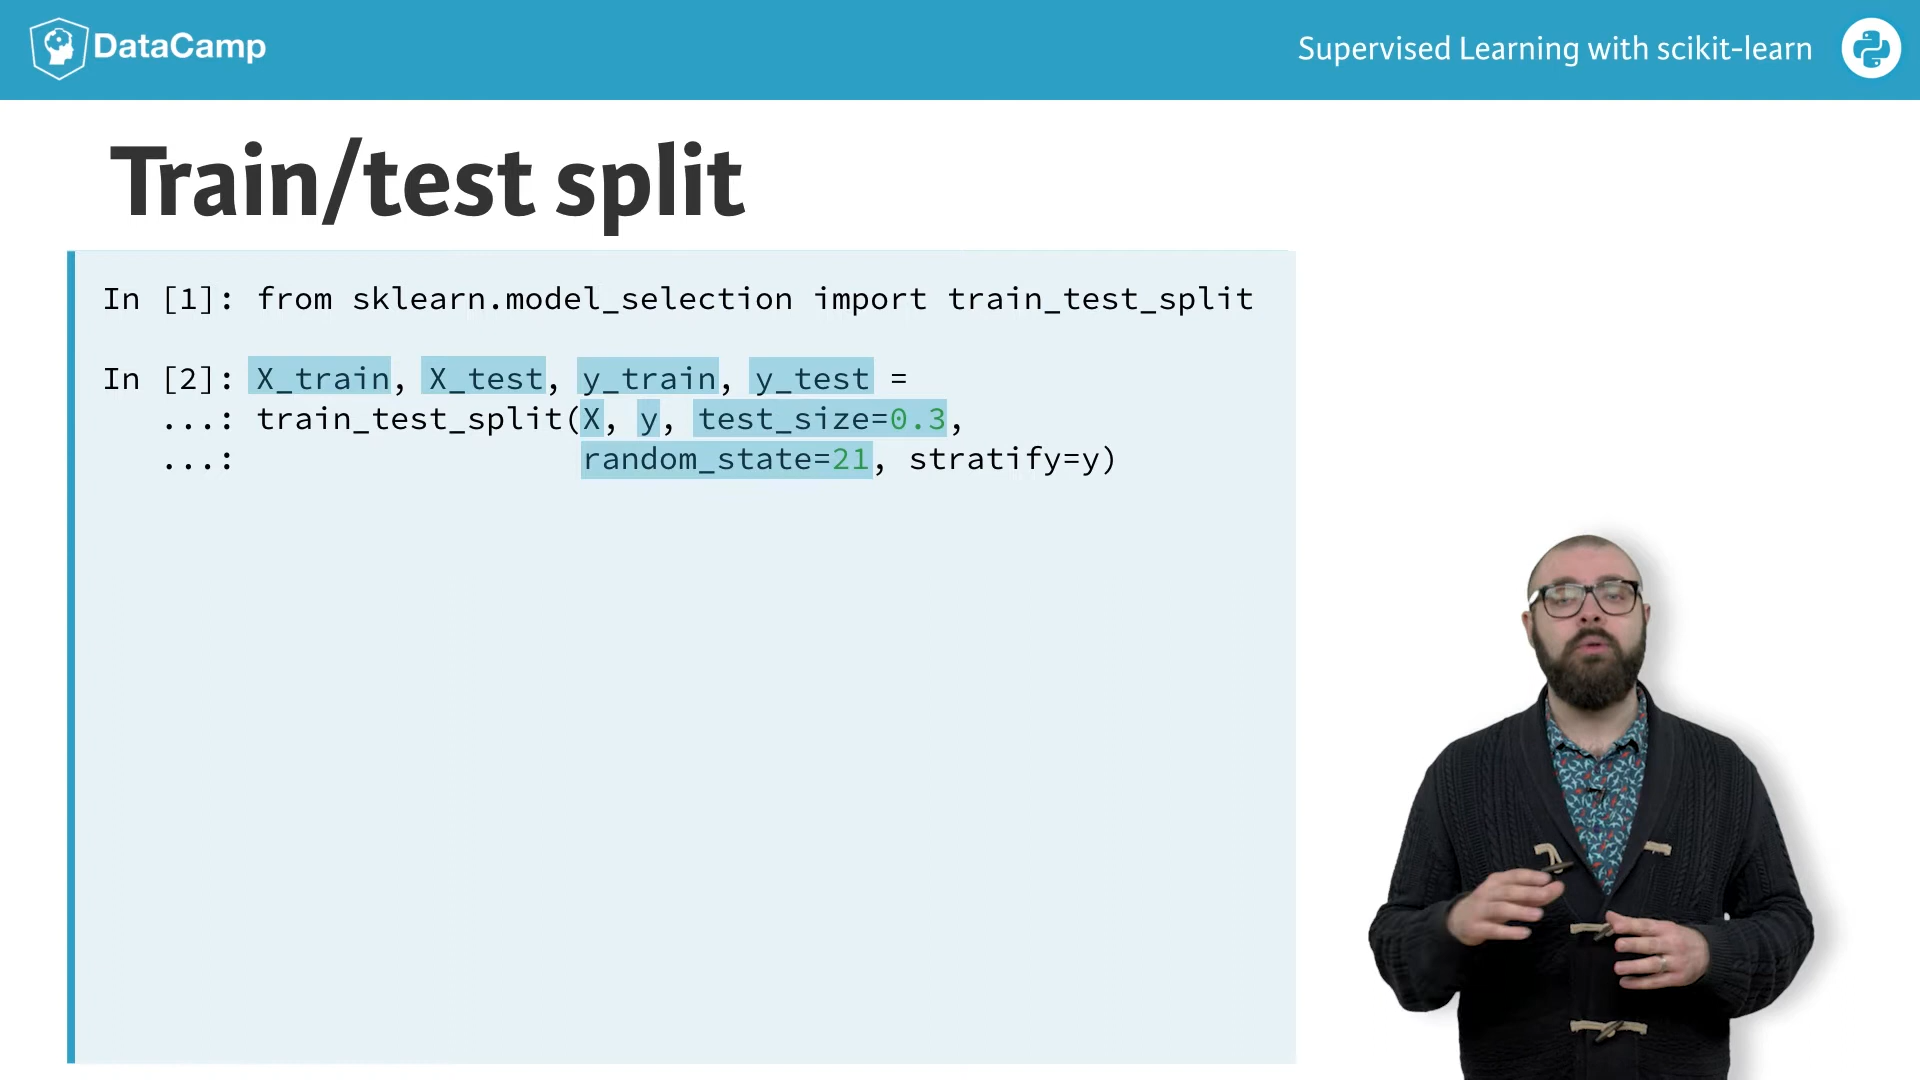 DataCamp
Supervised Learning with scikit-learn
Train/test split
In [1]: from sklearn.model_selection import train_test_split
In [2]: X_train, X_test, y_train, y_test =
...: train_test_split(X, y, test_size=0.3,
...: random_state=21, stratify=y)